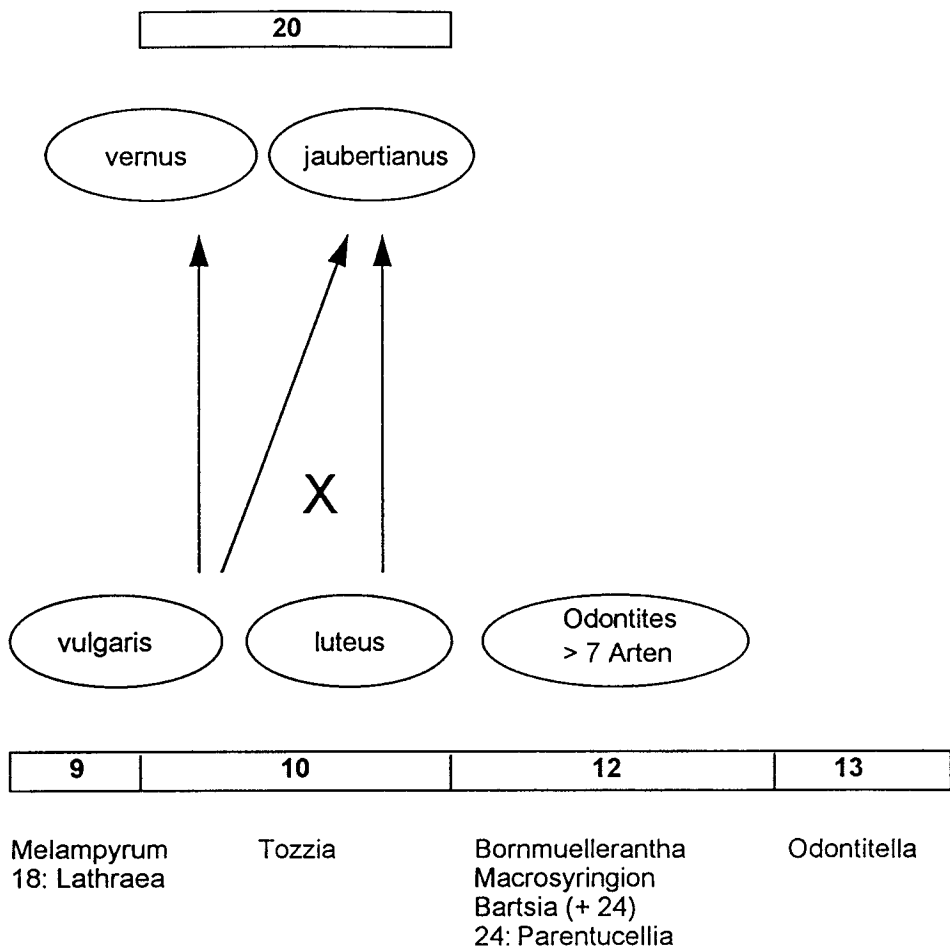 20
vernus
jaubertianus
X
vulgaris
luteus
Odontites
> 7 Arten
9
10
12
13
Melampyrum
18: Lathraea
Tozzia
Bornmuellerantha
Macrosyringion
Bartsia (+ 24)
24: Parentucellia
Odontitella